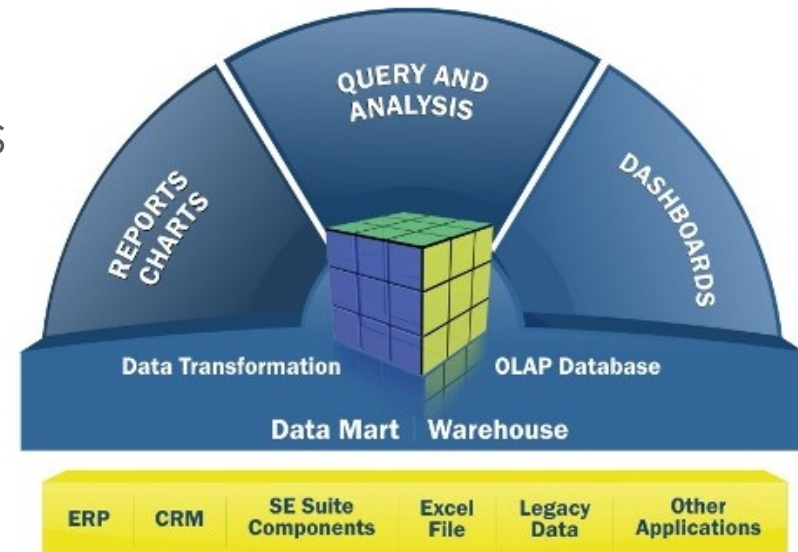 S
QUERY AND
ANALYSIS
REPORTS
CHARTS
DASHBOARDS
Data Transformation
OLAP Database
Data Mart
Warehouse
ERP
CRM
SE Suite
Components
Excel
File
Legacy
Data
Other
Applications